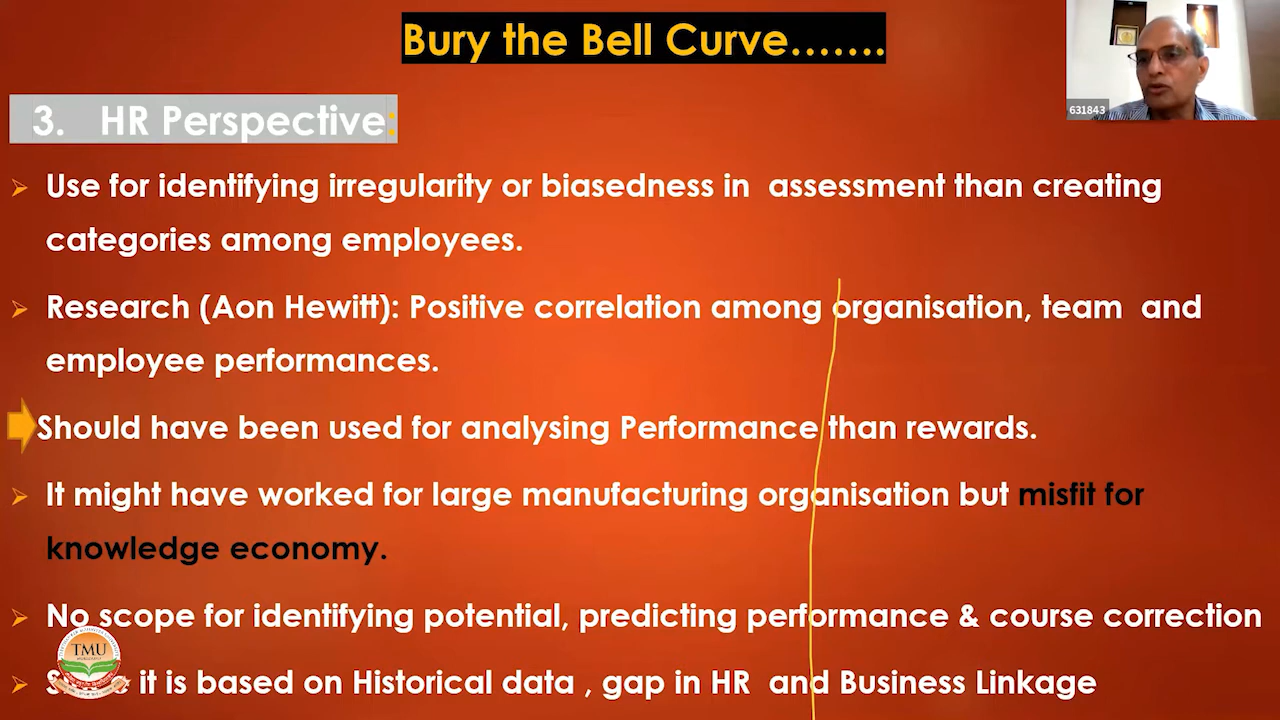 Bury the Bell Curve…….
631843
3. HR Perspective:
Use for identifying irregularity or biasedness in assessment than creating
categories among employees.
Research (Aon Hewitt): Positive correlation among organisation, team and
employee performances.
Should have been used for analysing Performance than rewards.
It might have worked for large manufacturing organisation but misfit for
knowledge economy.
No scope for identifying potential, predicting performance & course correction
TMU
it is based on Historical data , gap in HR and Business Linkage